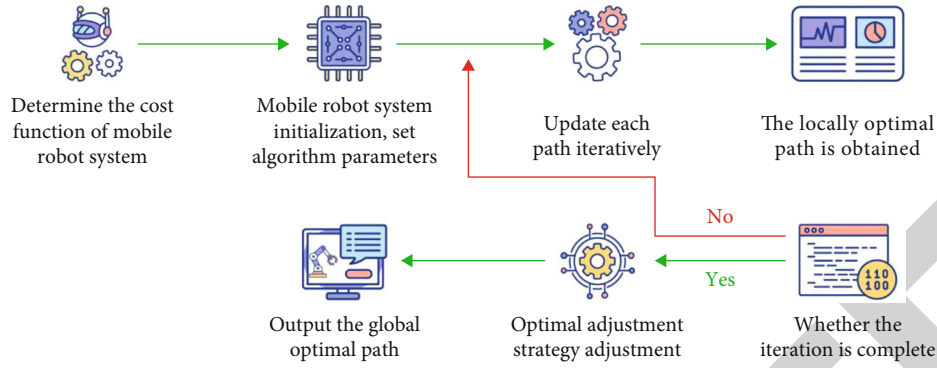 Determine the cost
function of mobile
robot system
Mobile robot system
initialization, set
algorithm parameters
Update each
path iteratively
The locally optimal
path is obtained
No
Yes
110
100
Output the global
optimal path
Optimal adjustment
strategy adjustment
Whether the
iteration is complete